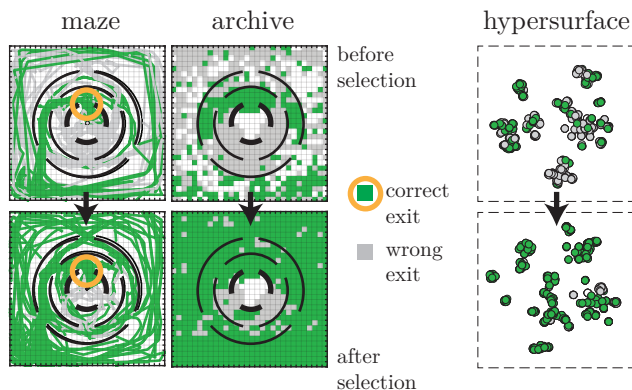 maze
archive
hypersurface
before
selection
correct
exit
wrong
exit
after
selection